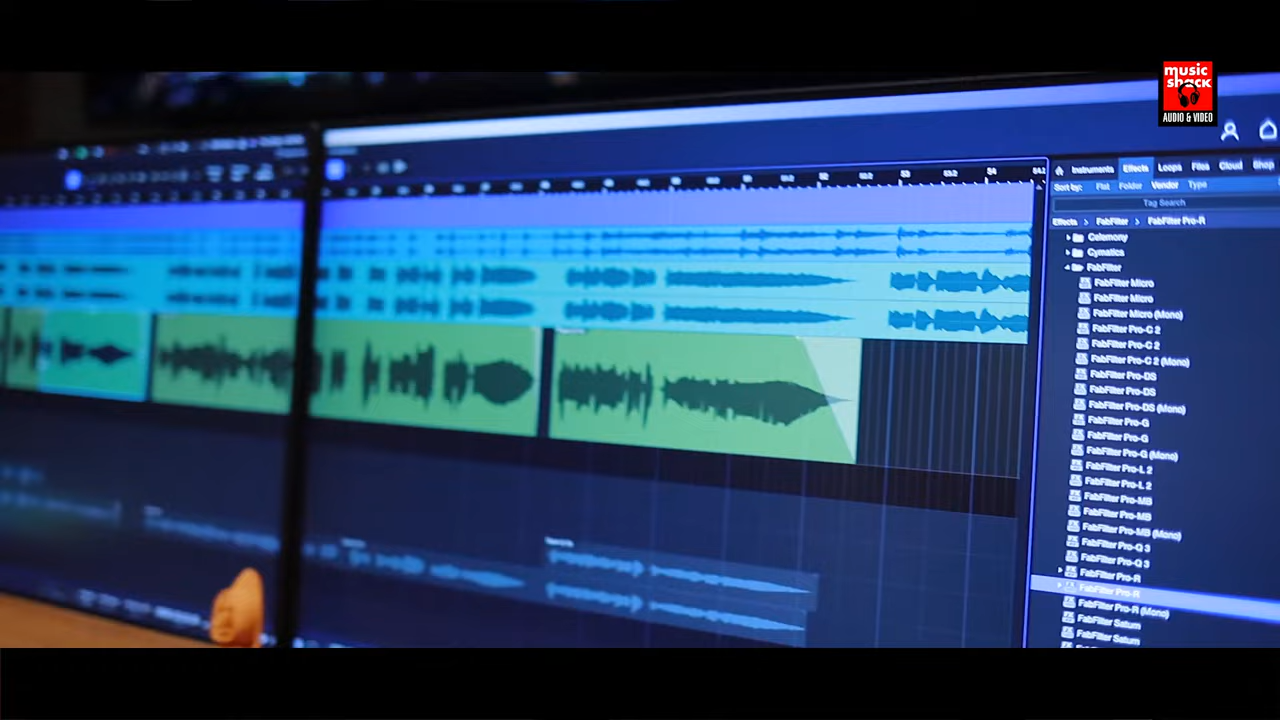 music
shack
AUDIO & VIDEO
Instruments Effects Loops Files Cloud Shop
Sort by: Flat Folder Vendor Type
Tag Search
Effects > FabFilter > FabFilter Pro-R
Celemony
Cymatics
FabFilter
FabFilter Micro
FabFilter Micro
FabFilter Micro (Mono)
FabFilter Pro-C 2
FabFilter Pro-C 2
FabFilter Pro-C 2 (Mono)
FabFilter Pro-DS
FabFilter Pro-DS
FabFilter Pro-DS (Mono)
FabFilter Pro-G
FabFilter Pro-G
FabFilter Pro-G (Mono)
FabFilter Pro-L 2
FabFilter Pro-L 2
FabFilter Pro-MB
FabFilter Pro-MB
FabFilter Pro-MB (Mono)
FabFilter Pro-Q 3
FabFilter Pro-Q 3
FabFilter Pro-R
FabFilter Pro-R
FabFilter Pro-R (Mono)
FabFilter Saturn
FabFilter Saturn